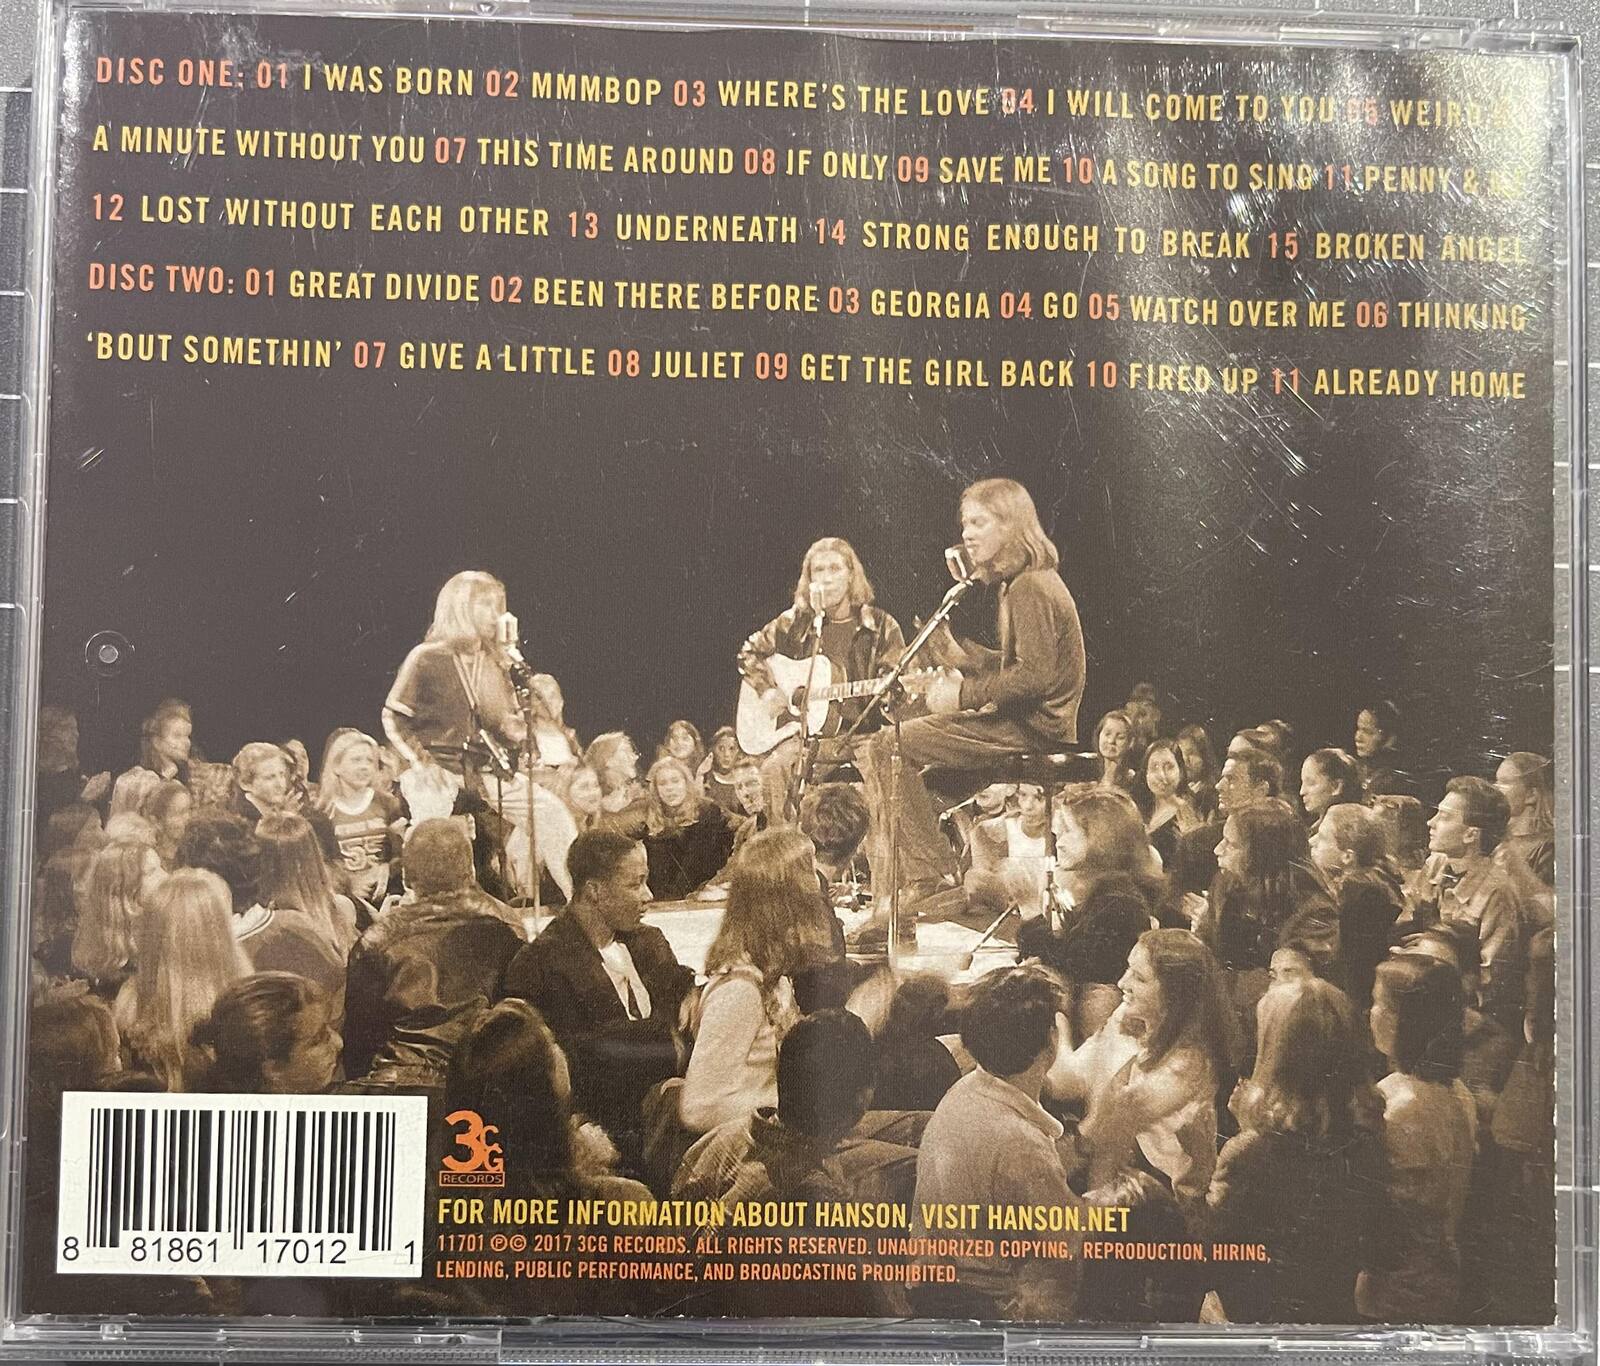 DISC ONE: 01 I WAS BORN 02 MMMBOP 03 WHERE'S THE LOVE 04 I WILL COME TO YOU 05 WEIRD
A MINUTE WITHOUT YOU 07 THIS TIME AROUND 08 IF ONLY 09 SAVE ME 10 A SONG TO SING 11 PENNY &
12 LOST WITHOUT EACH OTHER 13 UNDERNEATH 14 STRONG ENOUGH TO BREAK 15 BROKEN ANGEL
DISC TWO: 01 GREAT DIVIDE 02 BEEN THERE BEFORE 03 GEORGIA 04 GO 05 WATCH OVER ME 06 THINKING
'BOUT SOMETHIN' 07 GIVE A LITTLE 08 JULIET 09 GET THE GIRL BACK 10 FIRED UP 11 ALREADY HOME
55
3CG
RECORDS
FOR MORE INFORMATION ABOUT HANSON, VISIT HANSON.NET
11701 ℗© 2017 3CG RECORDS. ALL RIGHTS RESERVED. UNAUTHORIZED COPYING, REPRODUCTION, HIRING,
LENDING, PUBLIC PERFORMANCE, AND BROADCASTING PROHIBITED.
8 81861 17012 1